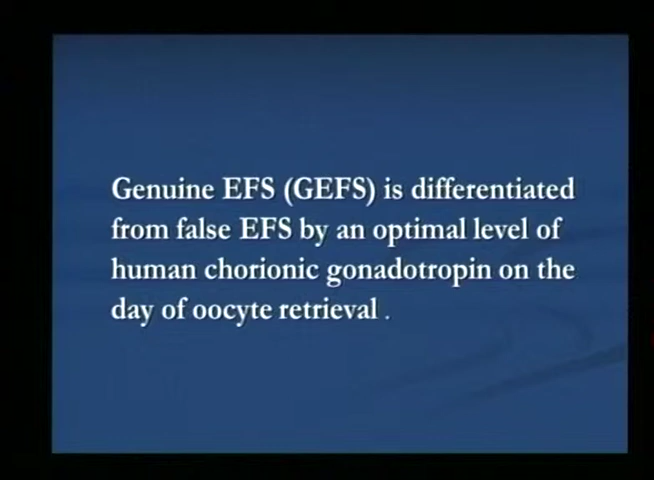 Genuine EFS (GEFS) is differentiated
from false EFS by an optimal level of
human chorionic gonadotropin on the
day of oocyte retrieval .